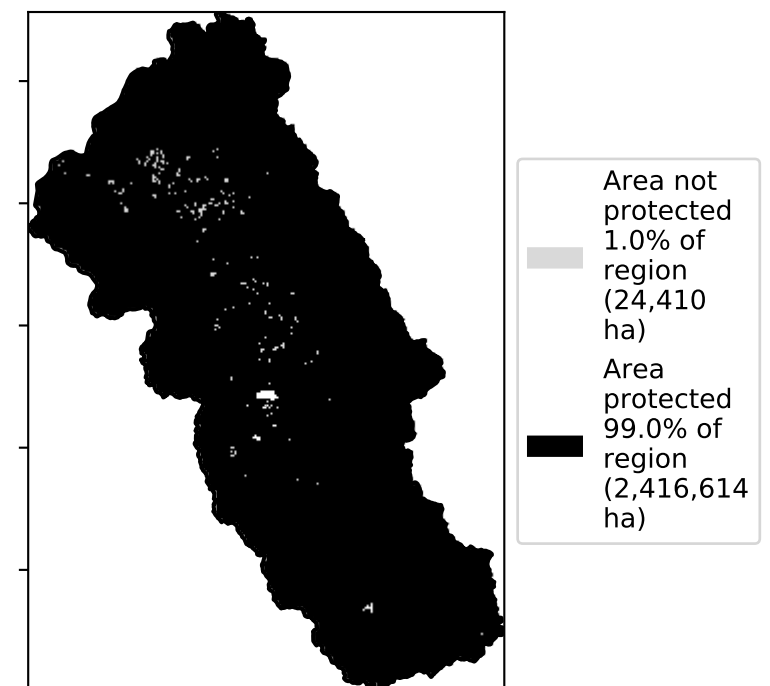 Area not
protected
1.0% of
region
(24,410
ha)
Area
protected
99.0% of
region
(2,416,614
ha)